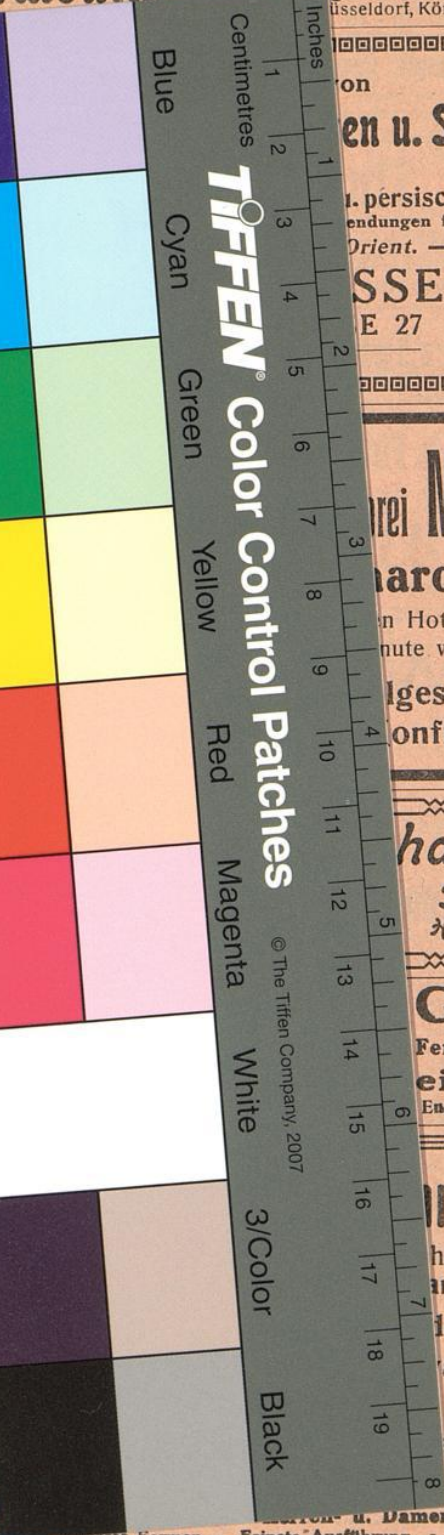 Inches
1
2
3
4
5
6
7
8
Centimetres
1
2
3
4
5
6
7
8
9
10
11
12
13
14
15
16
17
18
19
TIFFEN® Color Control Patches
© The Tiffen Company, 2007
Blue
Cyan
Green
Yellow
Red
Magenta
White
3/Color
Black
üsseldorf, Kö
on
en u. S
u. persisc
endungen
Orient. —
SSE
E 27
rei
n Hot
nute
lges
onf
ha
Fe
ei
En
u. Damen